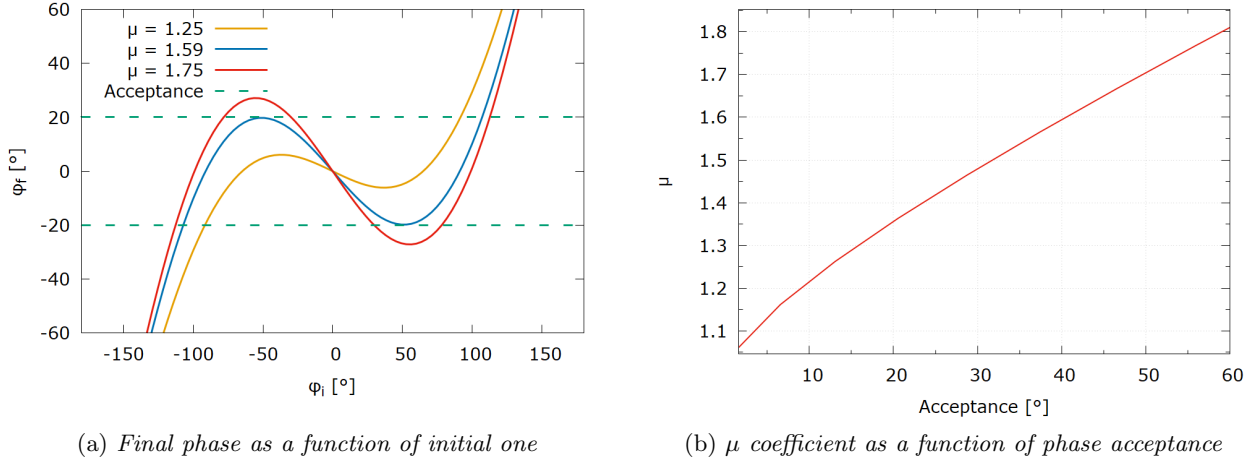 μ = 1.25
μ = 1.59
μ = 1.75
Acceptance
60
40
20
0
-20
-40
-60
φf [°]
-150 -100 -50 0 50 100 150
φi [°]
(a) Final phase as a function of initial one
1.8
1.7
1.6
1.5
1.4
1.3
1.2
1.1
μ
10 20 30 40 50 60
Acceptance [°]
(b) μ coefficient as a function of phase acceptance